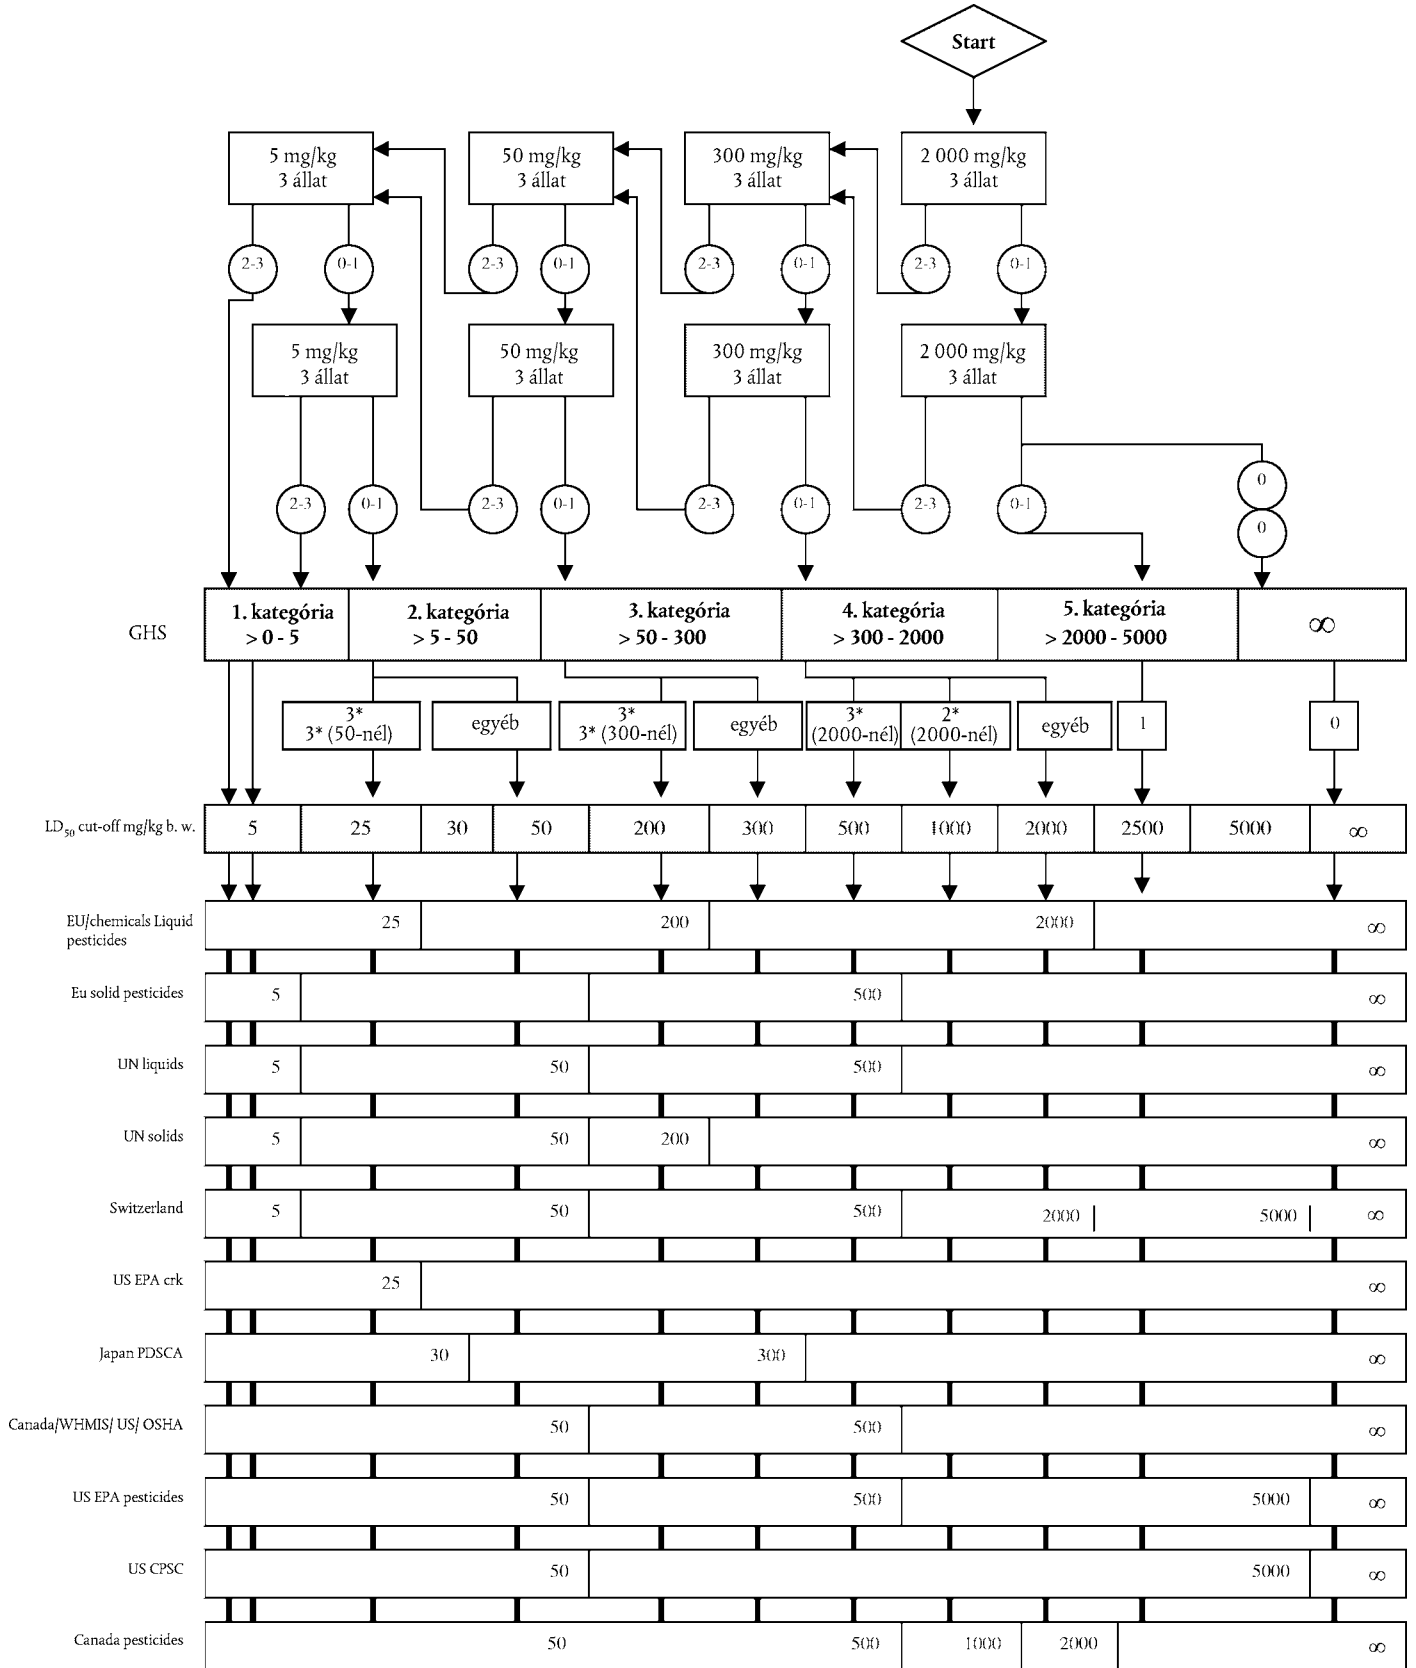 Start
5 mg/kg
3 állat
50 mg/kg
3 állat
300 mg/kg
3 állat
2 000 mg/kg
3 állat
2-3
0-1
2-3
0-1
2-3
0-1
2-3
0-1
5 mg/kg
3 állat
50 mg/kg
3 állat
300 mg/kg
3 állat
2 000 mg/kg
3 állat
2-3
0-1
2-3
0-1
2-3
0-1
2-3
0-1
0
0
GHS
1. kategória
> 0 - 5
2. kategória
> 5 - 50
3. kategória
> 50 - 300
4. kategória
> 300 - 2000
5. kategória
> 2000 - 5000
∞
3*
3* (50-nél)
egyéb
3*
3* (300-nél)
egyéb
3*
(2000-nél)
2*
(2000-nél)
egyéb
1
0
LD50 cut-off mg/kg b. w.
5
25
30
50
200
300
500
1000
2000
2500
5000
∞
EU/chemicals Liquid
pesticides
25
200
2000
∞
Eu solid pesticides
5
500
∞
UN liquids
5
50
500
∞
UN solids
5
50
200
∞
Switzerland
5
50
500
2000
5000
∞
US EPA crk
25
∞
Japan PDSCA
30
300
∞
Canada/WHMIS/ US/ OSHA
50
500
∞
US EPA pesticides
50
500
5000
∞
US CPSC
50
5000
∞
Canada pesticides
50
500
1000
2000
∞